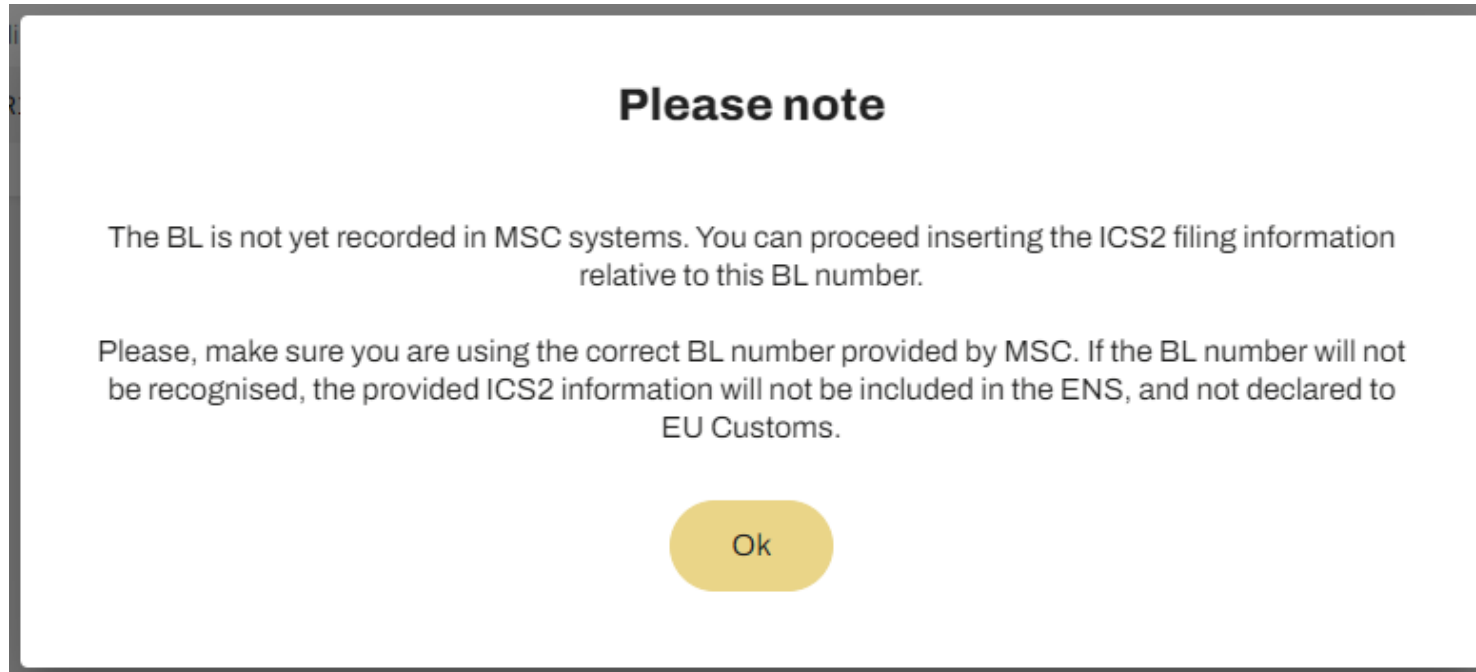 Please note
The BL is not yet recorded in MSC systems. You can proceed inserting the ICS2 filing information
relative to this BL number.
Please, make sure you are using the correct BL number provided by MSC. If the BL number will not
be recognised, the provided ICS2 information will not be included in the ENS, and not declared to
EU Customs.
Ok